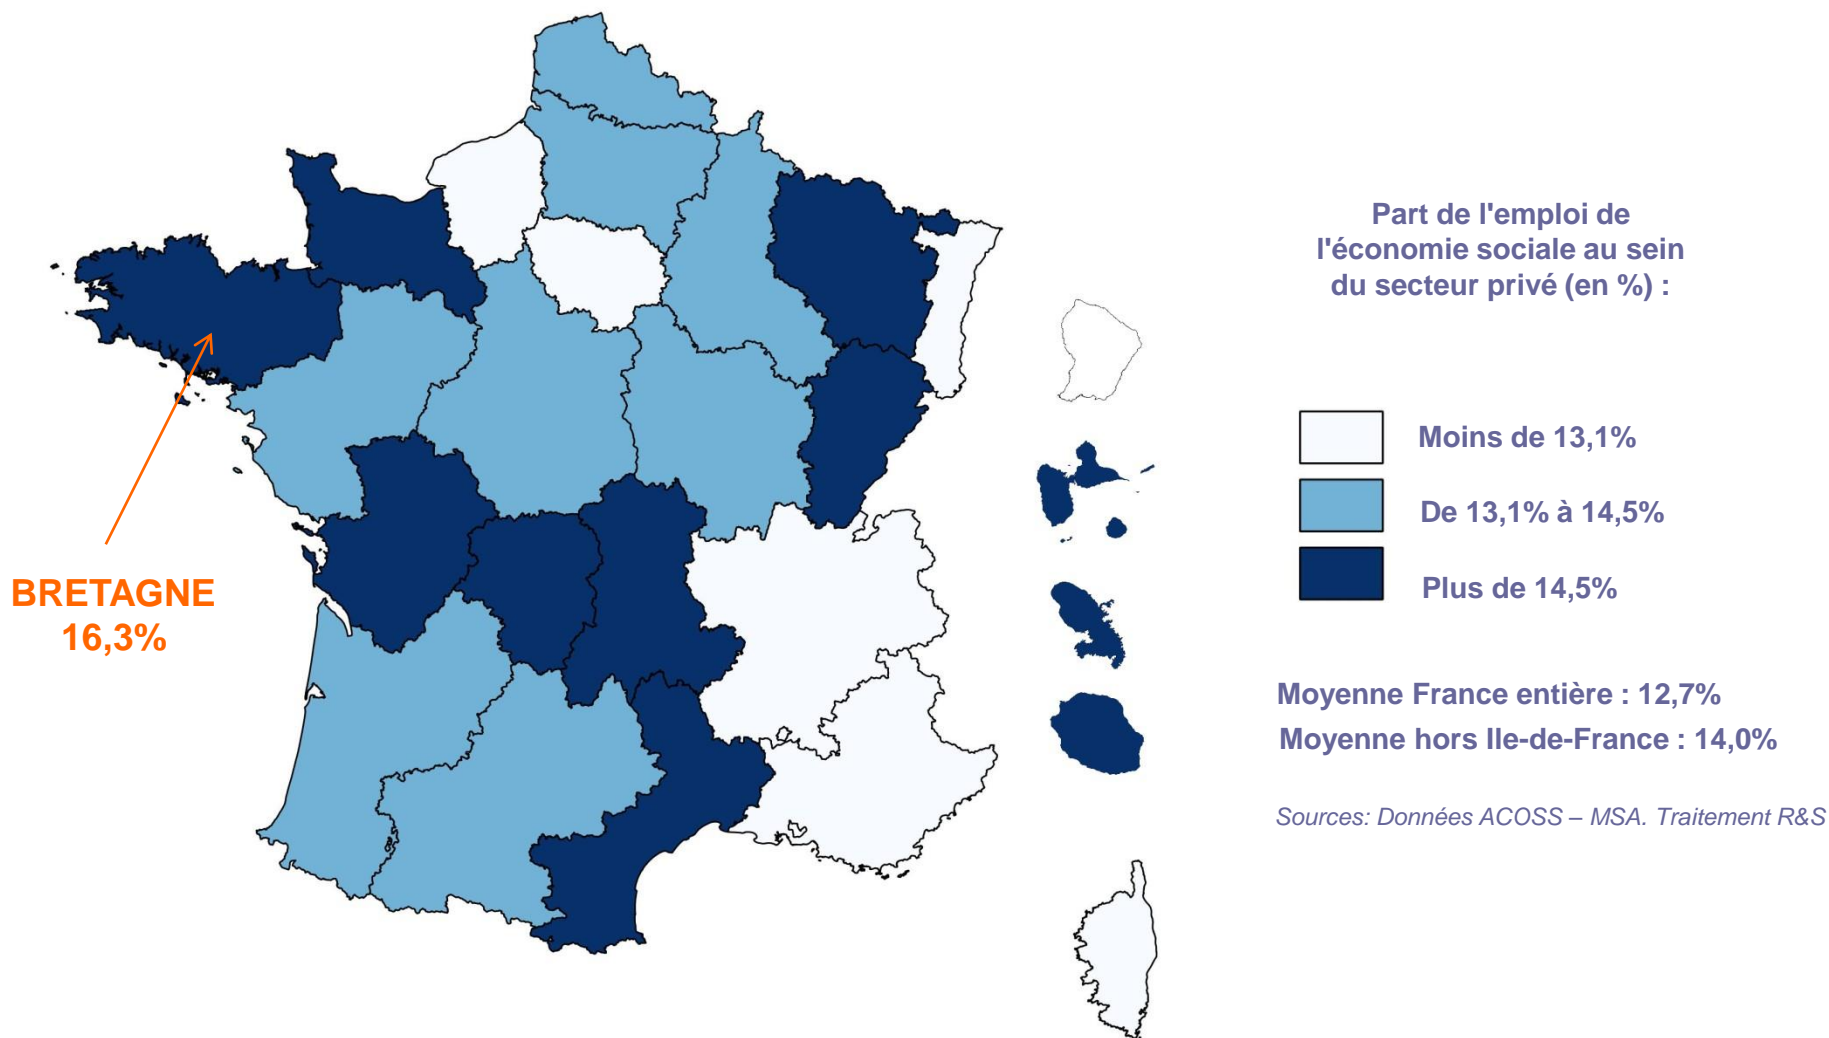 Part de l'emploi de
l'économie sociale au sein
du secteur privé (en %) :
Moins de 13,1%
De 13,1% à 14,5%
Plus de 14,5%
BRETAGNE
16,3%
Moyenne France entière : 12,7%
Moyenne hors Ile-de-France : 14,0%
Sources: Données ACOSS – MSA. Traitement R&S